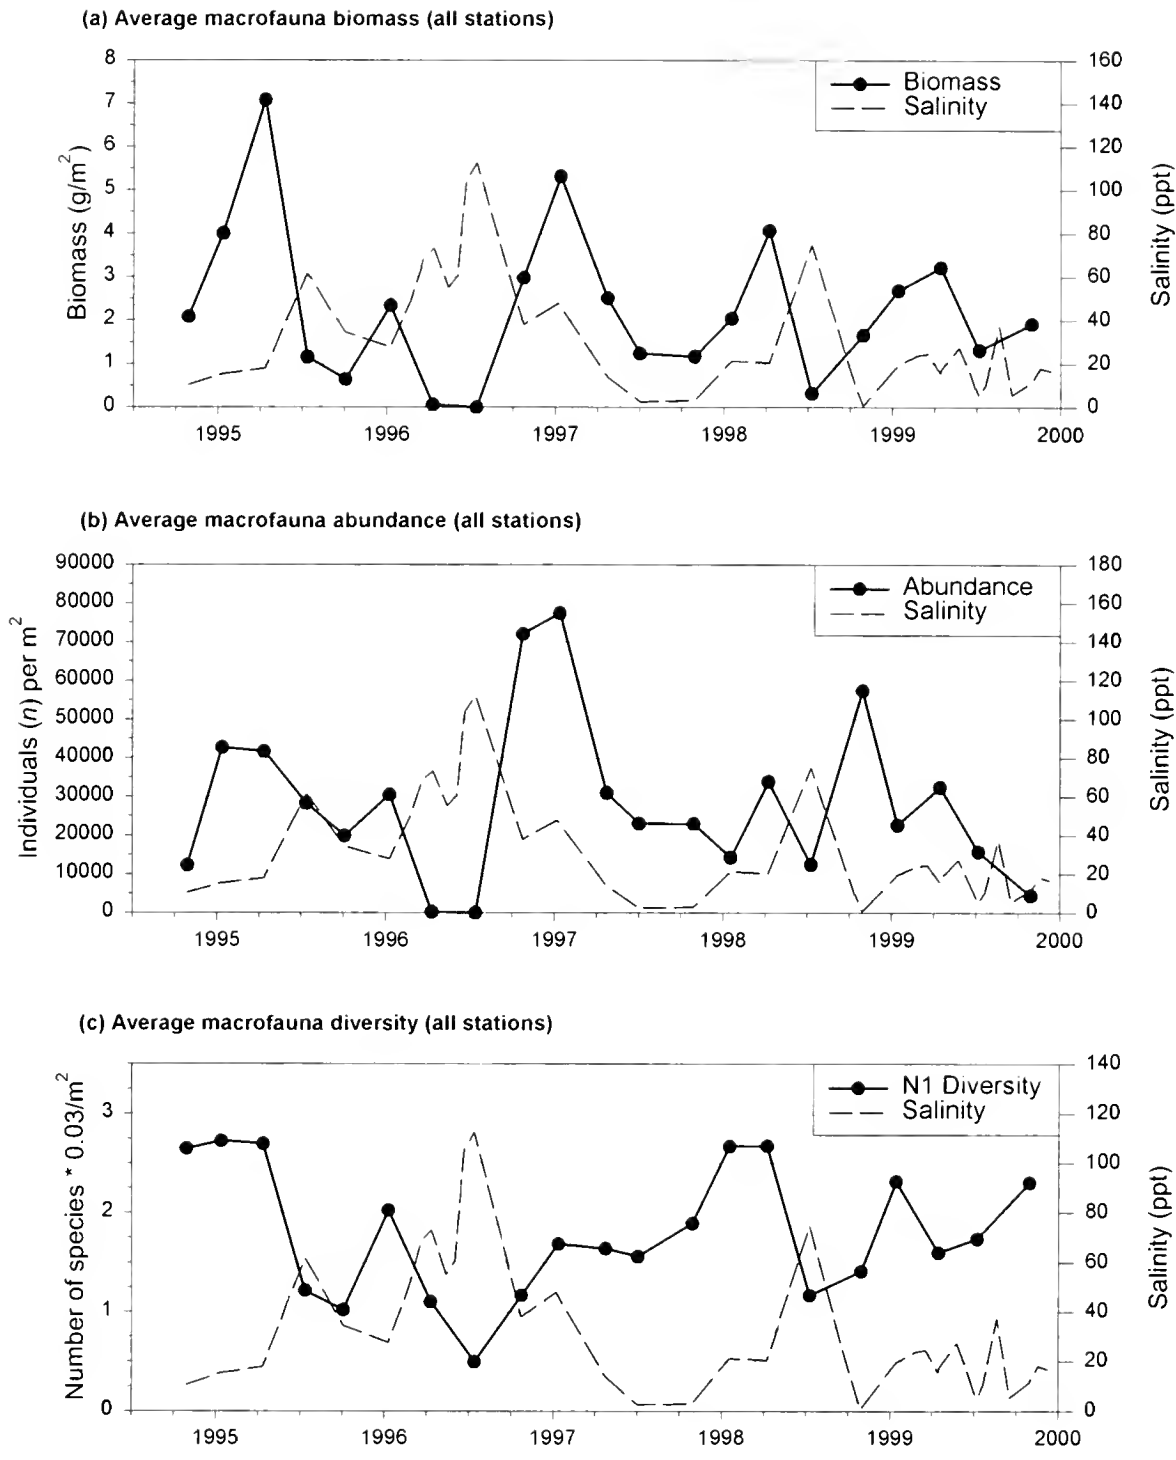 (a) Average macrofauna biomass (all stations)
8
7
6
5
4
3
2
1
0
Biomass (g/m²)
160
140
120
100
80
60
40
20
0
Salinity (ppt)
Biomass
Salinity
1995 1996 1997 1998 1999 2000
(b) Average macrofauna abundance (all stations)
90000
80000
70000
60000
50000
40000
30000
20000
10000
0
Individuals (n) per m²
180
160
140
120
100
80
60
40
20
0
Salinity (ppt)
Abundance
Salinity
1995 1996 1997 1998 1999 2000
(c) Average macrofauna diversity (all stations)
3
2
1
0
Number of species * 0.03/m²
140
120
100
80
60
40
20
0
Salinity (ppt)
N1 Diversity
Salinity
1995 1996 1997 1998 1999 2000